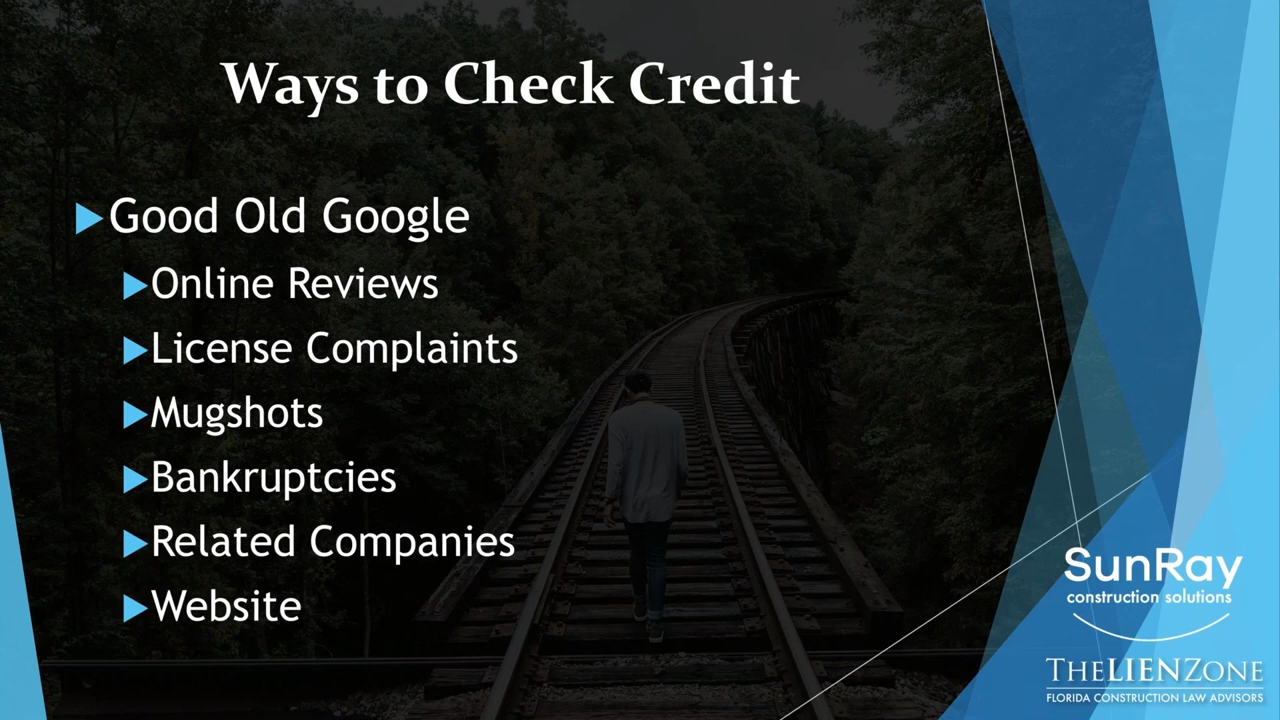 Ways to Check Credit
Good Old Google
Online Reviews
License Complaints
Mugshots
Bankruptcies
Related Companies
Website
SunRay
construction solutions
THELIENZONE
FLORIDA CONSTRUCTION LAW ADVISORS